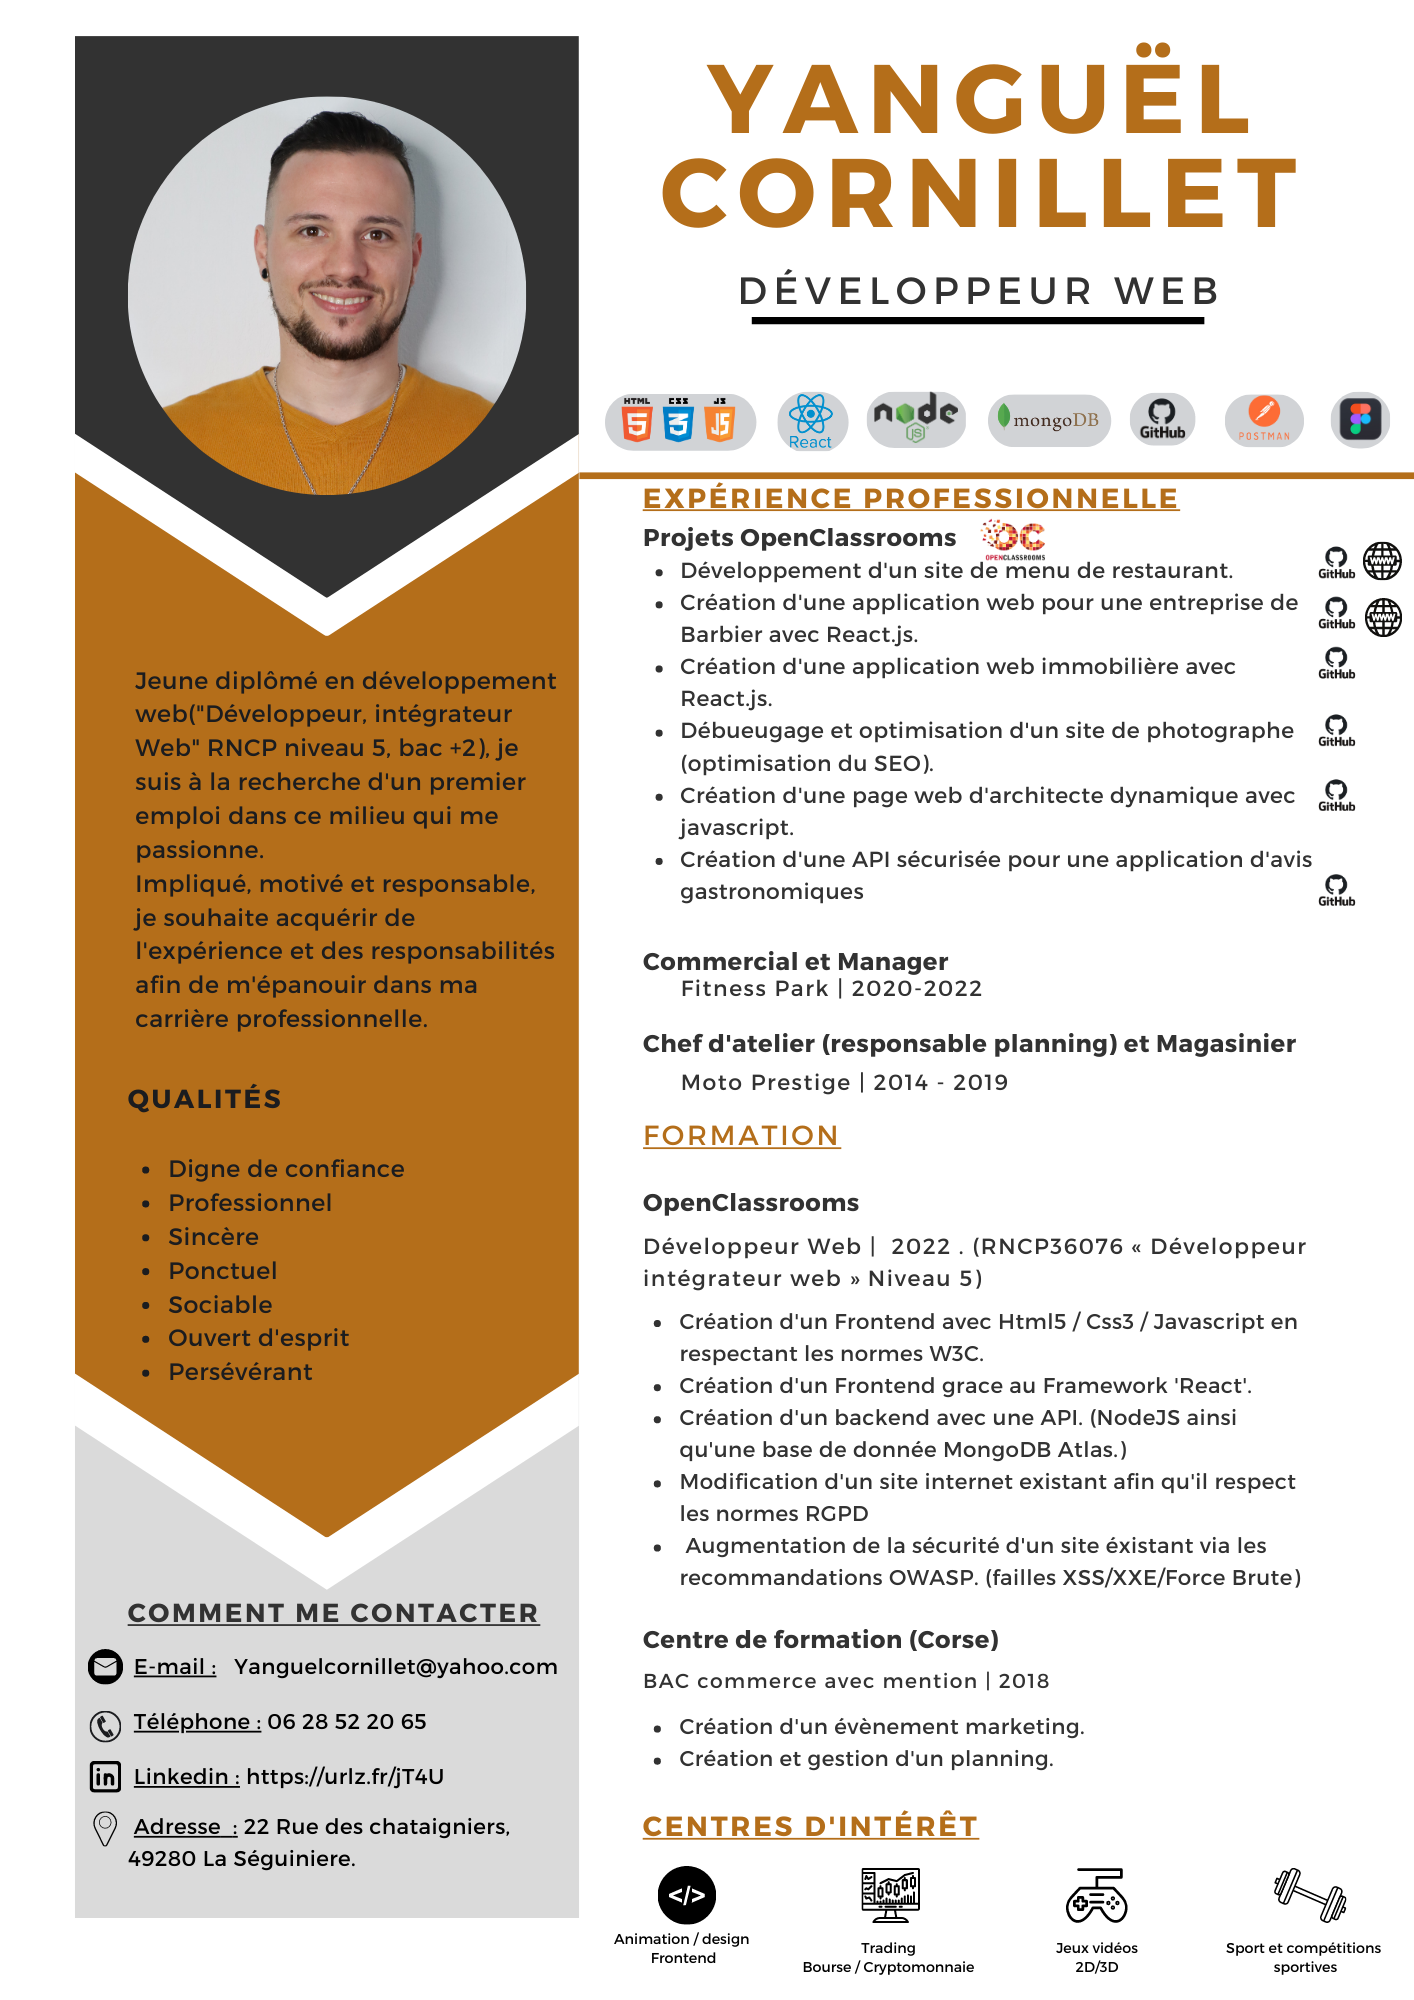 YANGUËL
CORNILLET
DÉVELOPPEUR WEB
HTML CSS JS
5 3 JS
React
node
JS
mongoDB
GitHub
POSTMAN
Jeune diplômé en développement
web("Développeur, intégrateur
Web" RNCP niveau 5, bac +2), je
suis à la recherche d'un premier
emploi dans ce milieu qui me
passionne.
Impliqué, motivé et responsable,
je souhaite acquérir de
l'expérience et des responsabilités
afin de m'épanouir dans ma
carrière professionnelle.
QUALITÉS
• Digne de confiance
• Professionnel
• Sincère
• Ponctuel
• Sociable
• Ouvert d'esprit
• Persévérant
COMMENT ME CONTACTER
E-mail : Yanguelcornillet@yahoo.com
Téléphone : 06 28 52 20 65
in Linkedin : https://urlz.fr/jT4U
Adresse : 22 Rue des chataigniers,
49280 La Séguiniere.
EXPÉRIENCE PROFESSIONNELLE
Projets OpenClassrooms OC
OPENCLASSROOMS
• Développement d'un site de menu de restaurant. GitHub WWW
• Création d'une application web pour une entreprise de GitHub WWW
Barbier avec React.js.
• Création d'une application web immobilière avec GitHub
React.js.
• Débueugage et optimisation d'un site de photographe GitHub
(optimisation du SEO).
• Création d'une page web d'architecte dynamique avec GitHub
javascript.
• Création d'une API sécurisée pour une application d'avis
gastronomiques GitHub
Commercial et Manager
Fitness Park | 2020-2022
Chef d'atelier (responsable planning) et Magasinier
Moto Prestige | 2014 - 2019
FORMATION
OpenClassrooms
Développeur Web | 2022 . (RNCP36076 « Développeur
intégrateur web » Niveau 5)
• Création d'un Frontend avec Html5 / Css3 / Javascript en
respectant les normes W3C.
• Création d'un Frontend grace au Framework 'React'.
• Création d'un backend avec une API. (NodeJS ainsi
qu'une base de donnée MongoDB Atlas.)
• Modification d'un site internet existant afin qu'il respect
les normes RGPD
• Augmentation de la sécurité d'un site éxistant via les
recommandations OWASP. (failles XSS/XXE/Force Brute)
Centre de formation (Corse)
BAC commerce avec mention | 2018
• Création d'un évènement marketing.
• Création et gestion d'un planning.
CENTRES D'INTÉRÊT
</>
Animation / design
Frontend
Trading
Bourse / Cryptomonnaie
Jeux vidéos
2D/3D
Sport et compétitions
sportives